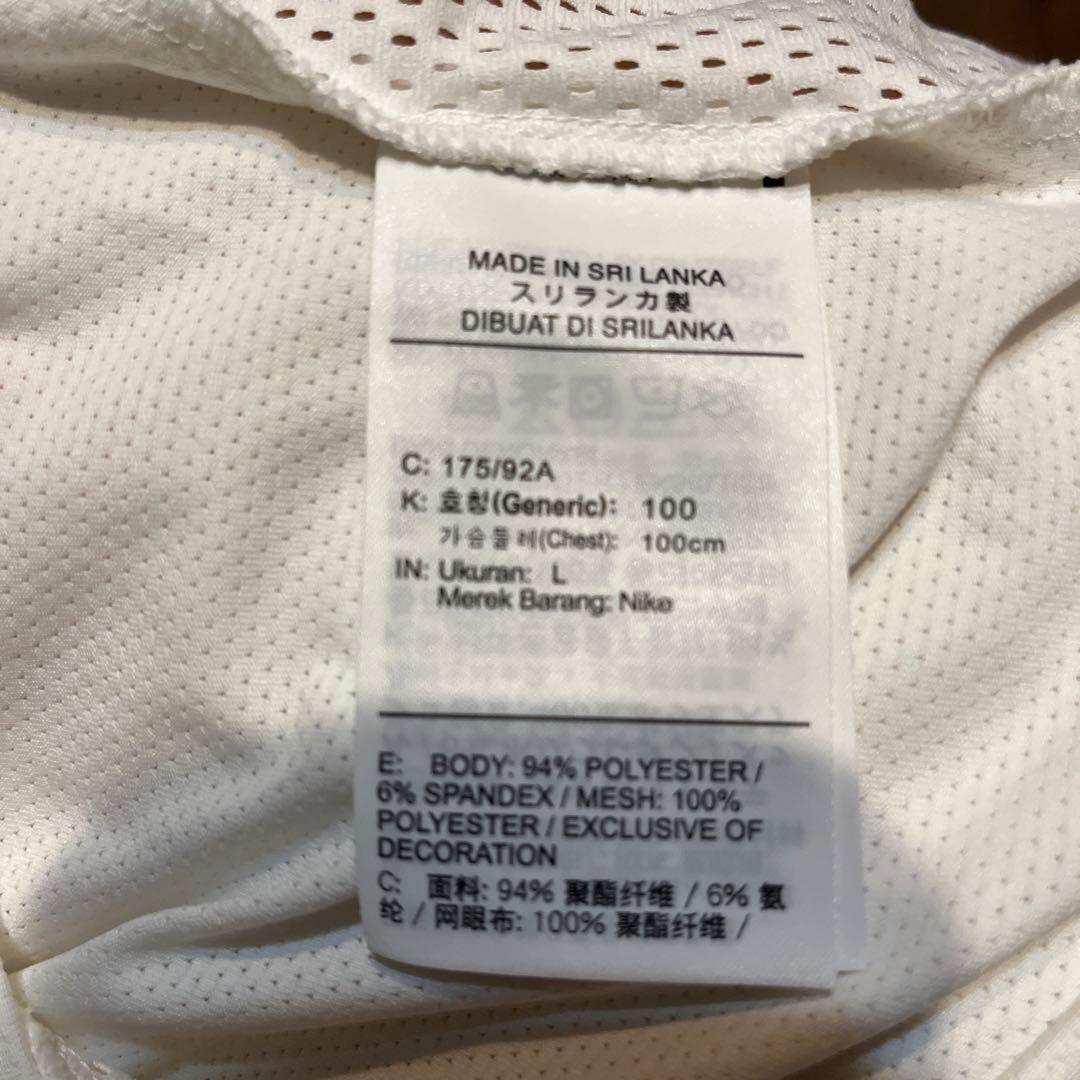 MADE IN SRI LANKA
スリランカ製
DIBUAT DI SRILANKA
C: 175/92A
K: 호칭(Generic): 100
가슴둘레(Chest): 100cm
IN: Ukuran: L
Merek Barang: Nike
E: BODY: 94% POLYESTER /
6% SPANDEX / MESH: 100%
POLYESTER / EXCLUSIVE OF
DECORATION
C: 面料: 94% 聚酯纤维 / 6% 氨
纶 / 网眼布: 100% 聚酯纤维 /